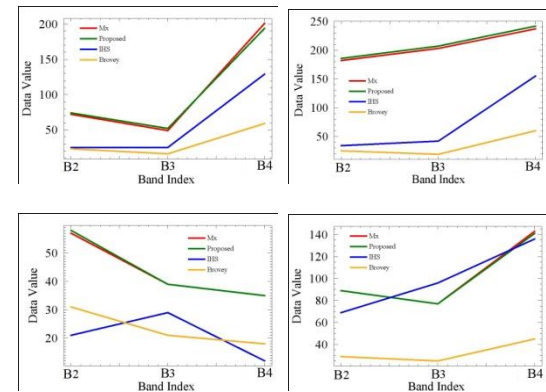 200
150
100
50
Data Value
Mx
Proposed
IHS
Brovey
B2 B3 B4
Band Index
250
200
150
100
50
Data Value
Mx
Proposed
IHS
Brovey
B2 B3 B4
Band Index
50
40
30
20
Data Value
Mx
Proposed
IHS
Brovey
B2 B3 B4
Band Index
140
120
100
80
60
40
Data Value
Mx
Proposed
IHS
Brovey
B2 B3 B4
Band Index